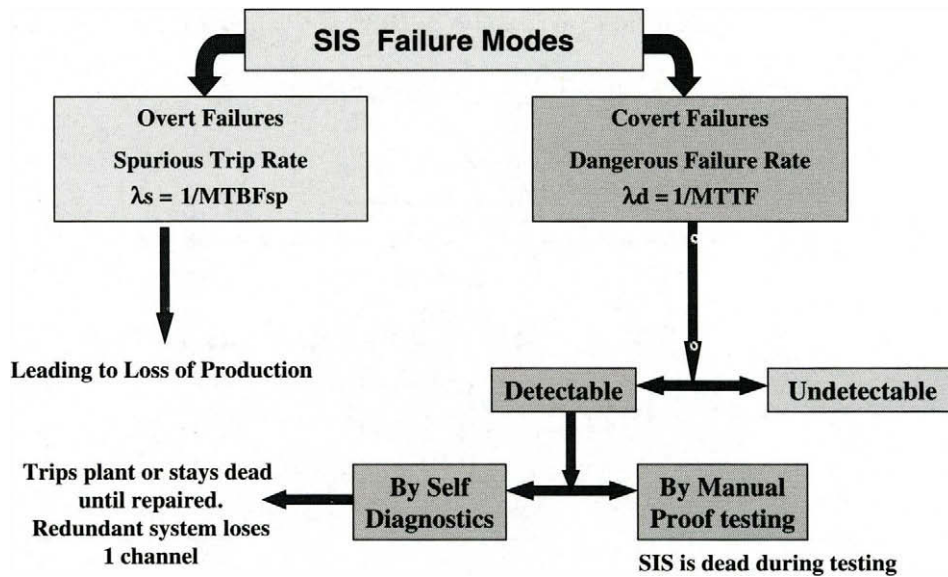 SIS Failure Modes
Overt Failures
Spurious Trip Rate
λs = 1/MTBFsp
Covert Failures
Dangerous Failure Rate
λd = 1/MTTF
Leading to Loss of Production
Detectable
Undetectable
Trips plant or stays dead
until repaired.
Redundant system loses
1 channel
By Self
Diagnostics
By Manual
Proof testing
SIS is dead during testing